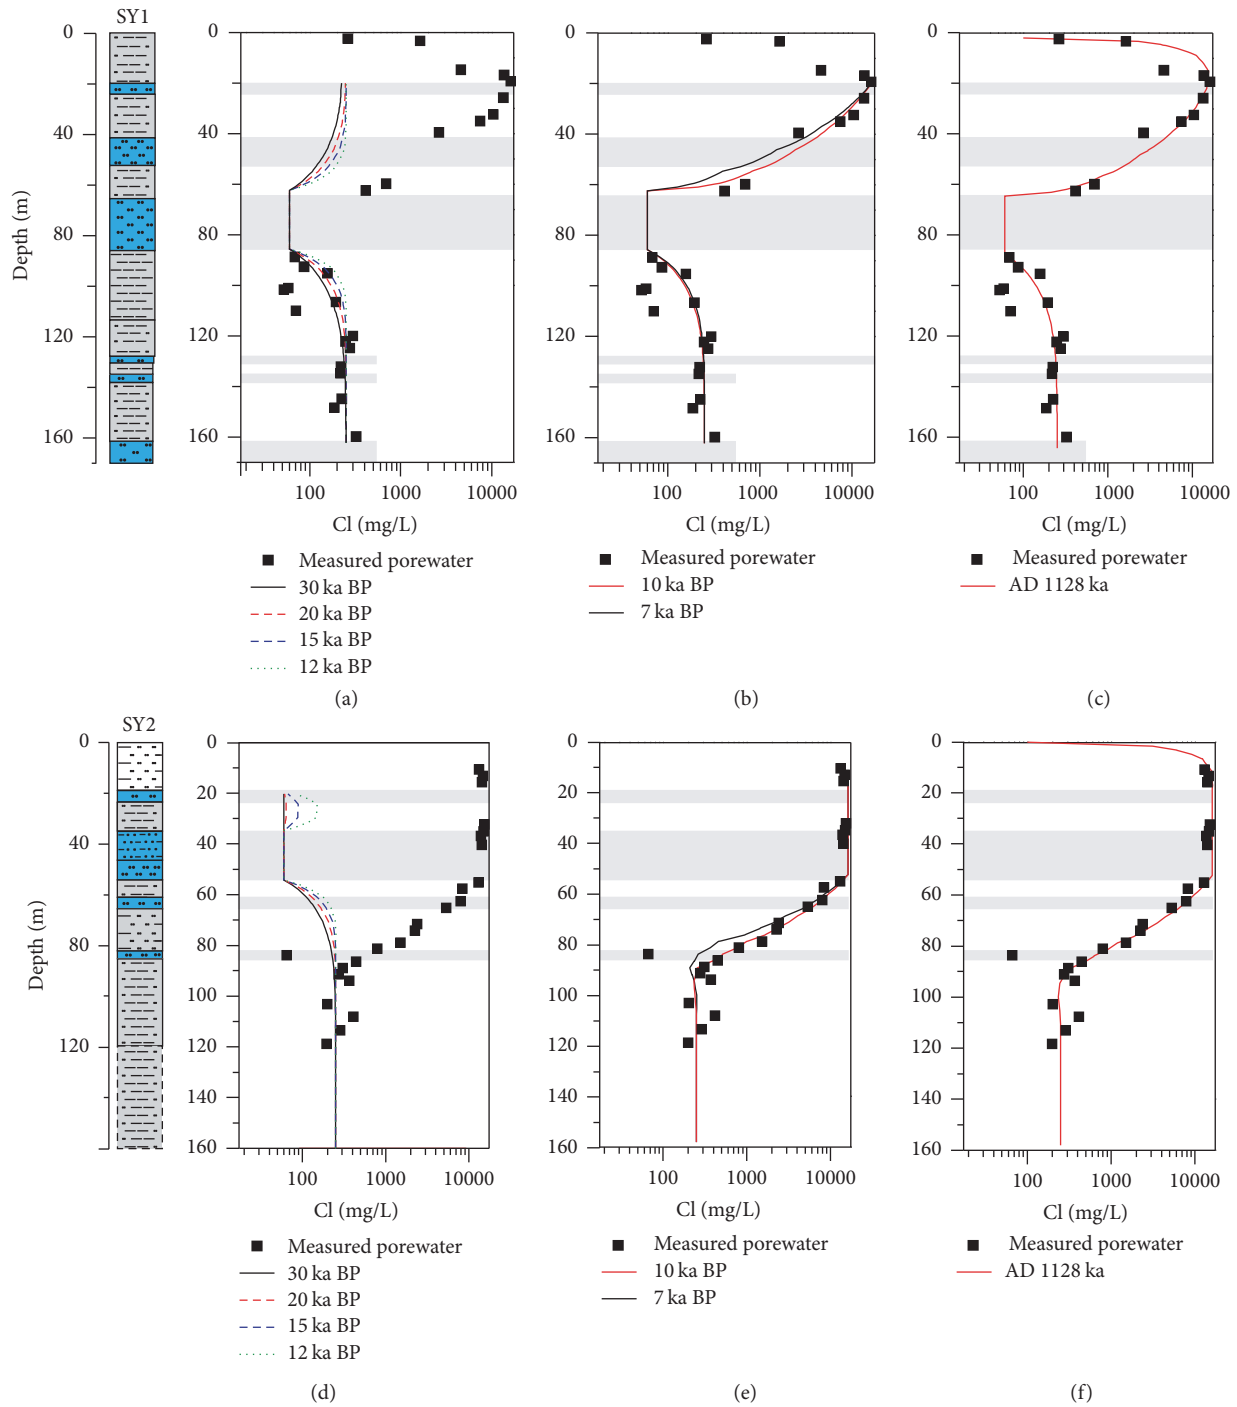 SY1
0
40
80
120
160
Depth (m)
0
40
80
120
160
100 1000 10000
Cl (mg/L)
Measured porewater
30 ka BP
20 ka BP
15 ka BP
12 ka BP
(a)
0
40
80
120
160
100 1000 10000
Cl (mg/L)
Measured porewater
10 ka BP
7 ka BP
(b)
0
40
80
120
160
100 1000 10000
Cl (mg/L)
Measured porewater
AD 1128 ka
(c)
SY2
0
40
80
120
Depth (m)
0
20
40
60
80
100
120
140
160
100 1000 10000
Cl (mg/L)
Measured porewater
30 ka BP
20 ka BP
15 ka BP
12 ka BP
(d)
0
20
40
60
80
100
120
140
160
100 1000 10000
Cl (mg/L)
Measured porewater
10 ka BP
7 ka BP
(e)
0
20
40
60
80
100
120
140
160
100 1000 10000
Cl (mg/L)
Measured porewater
AD 1128 ka
(f)